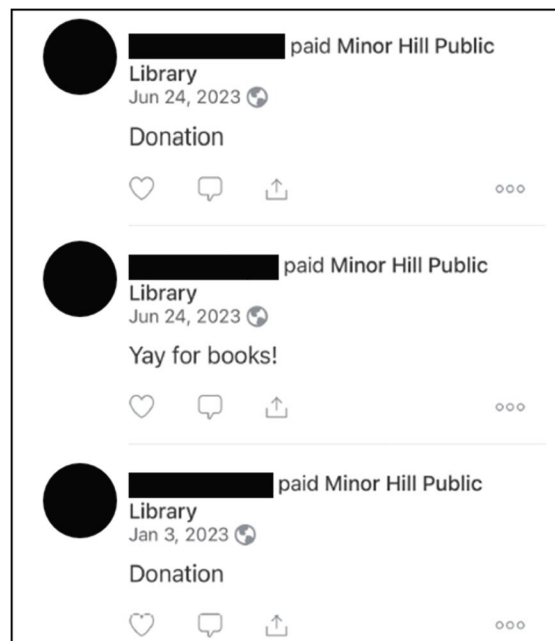 paid Minor Hill Public
Library
Jun 24, 2023
Donation
paid Minor Hill Public
Library
Jun 24, 2023
Yay for books!
paid Minor Hill Public
Library
Jan 3, 2023
Donation